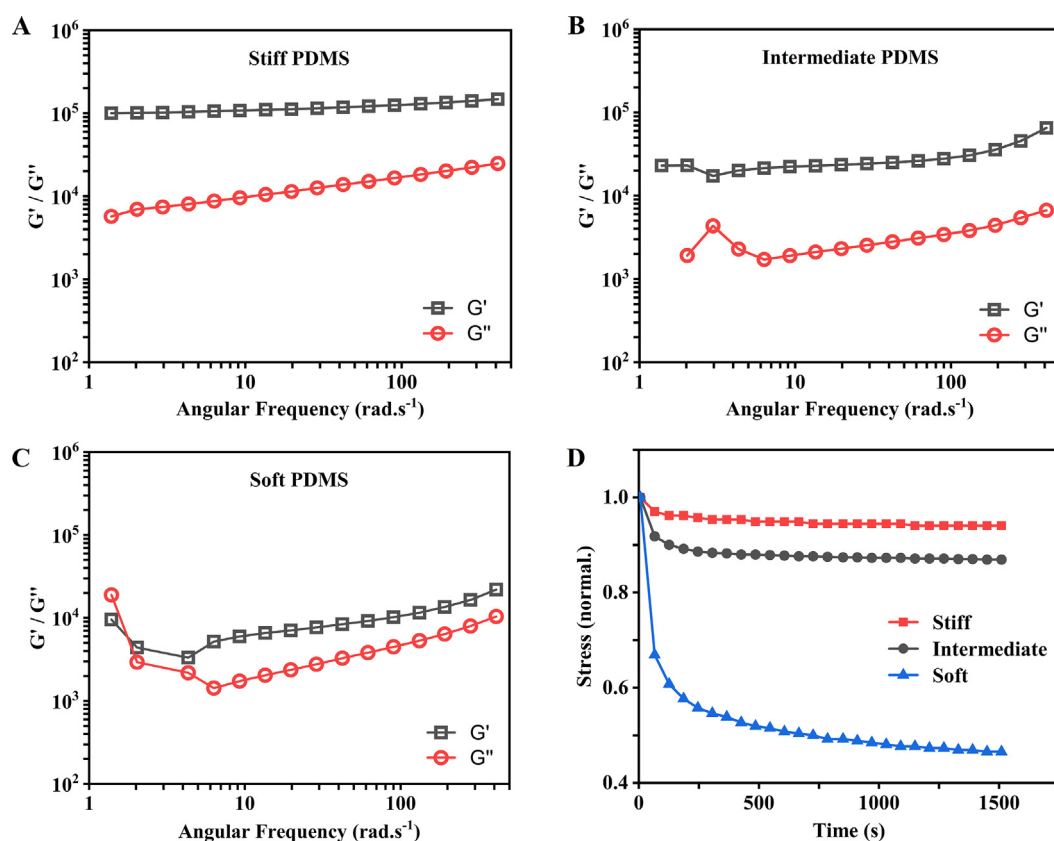 A
Stiff PDMS
10⁶
10⁵
10⁴
10³
10²
G' / G''
G'
G''
1
10
100
Angular Frequency (rad.s⁻¹)
B
Intermediate PDMS
10⁶
10⁵
10⁴
10³
10²
G' / G''
G'
G''
1
10
100
Angular Frequency (rad.s⁻¹)
C
Soft PDMS
10⁶
10⁵
10⁴
10³
10²
G' / G''
G'
G''
1
10
100
Angular Frequency (rad.s⁻¹)
D
1.0
0.8
0.6
0.4
Stress (normal.)
Stiff
Intermediate
Soft
0
500
1000
1500
Time (s)